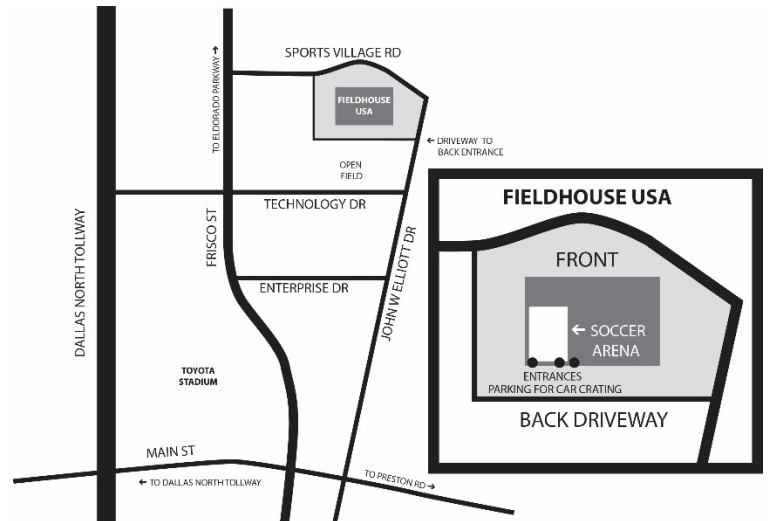 SPORTS VILLAGE RD
TO ELDORADO PARKWAY→
FIELDHOUSE
USA
← DRIVEWAY TO
BACK ENTRANCE
OPEN
FIELD
TECHNOLOGY DR
FRISCO ST
DALLAS NORTH TOLLWAY
ENTERPRISE DR
JOHN W ELLIOTT DR
TOYOTA
STADIUM
MAIN ST
← TO DALLAS NORTH TOLLWAY
TO PRESTON RD →
FIELDHOUSE USA
FRONT
← SOCCER
ARENA
ENTRANCES
PARKING FOR CAR CRATING
BACK DRIVEWAY